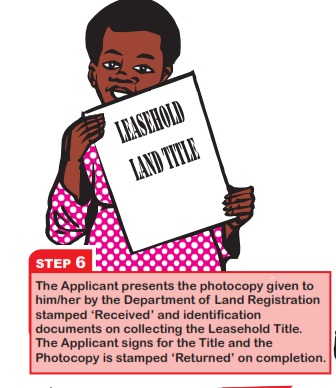 LEASEHOLD
LAND TITLE
STEP 6
The Applicant presents the photocopy given to
him/her by the Department of Land Registration
stamped ‘Received’ and identification
documents on collecting the Leasehold Title.
The Applicant signs for the Title and the
Photocopy is stamped ‘Returned’ on completion.